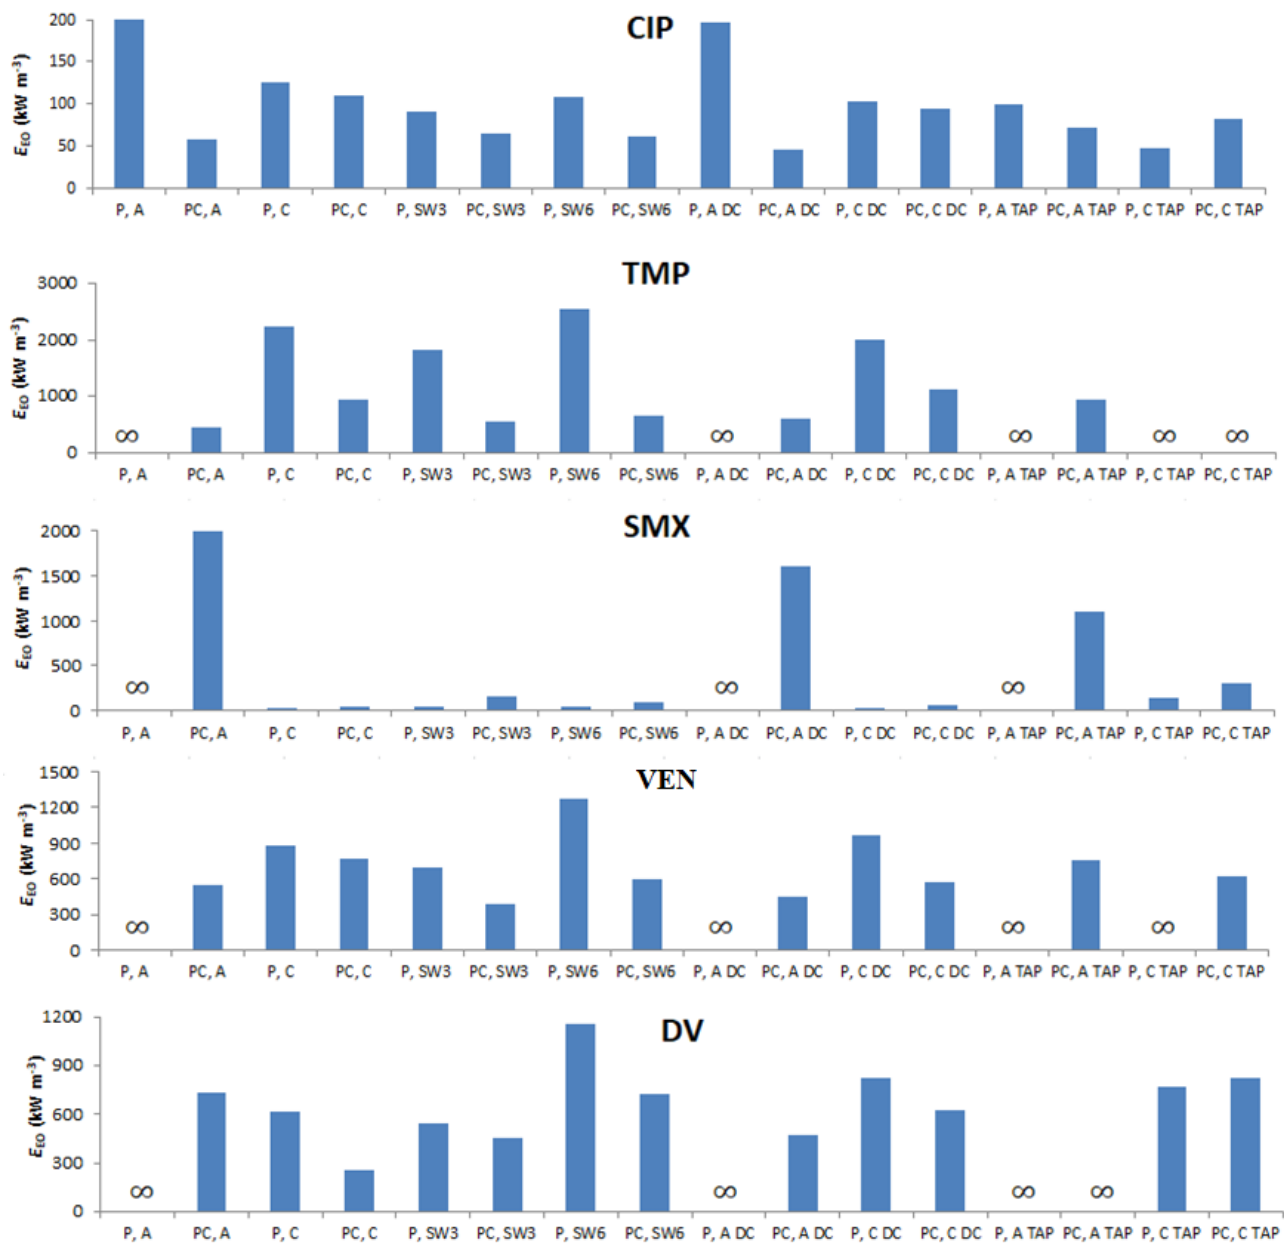 CIP
E_EO (kW m⁻³)
200
150
100
50
0
P, A PC, A P, C PC, C P, SW3 PC, SW3 P, SW6 PC, SW6 P, A DC PC, A DC P, C DC PC, C DC P, A TAP PC, A TAP P, C TAP PC, C TAP
TMP
E_EO (kW m⁻³)
3000
2000
1000
0
∞ ∞ ∞ ∞ ∞
P, A PC, A P, C PC, C P, SW3 PC, SW3 P, SW6 PC, SW6 P, A DC PC, A DC P, C DC PC, C DC P, A TAP PC, A TAP P, C TAP PC, C TAP
SMX
E_EO (kW m⁻³)
2000
1500
1000
500
0
∞ ∞ ∞
P, A PC, A P, C PC, C P, SW3 PC, SW3 P, SW6 PC, SW6 P, A DC PC, A DC P, C DC PC, C DC P, A TAP PC, A TAP P, C TAP PC, C TAP
VEN
E_EO (kW m⁻³)
1500
1200
900
600
300
0
∞ ∞ ∞ ∞
P, A PC, A P, C PC, C P, SW3 PC, SW3 P, SW6 PC, SW6 P, A DC PC, A DC P, C DC PC, C DC P, A TAP PC, A TAP P, C TAP PC, C TAP
DV
E_EO (kW m⁻³)
1200
900
600
300
0
∞ ∞ ∞ ∞
P, A PC, A P, C PC, C P, SW3 PC, SW3 P, SW6 PC, SW6 P, A DC PC, A DC P, C DC PC, C DC P, A TAP PC, A TAP P, C TAP PC, C TAP